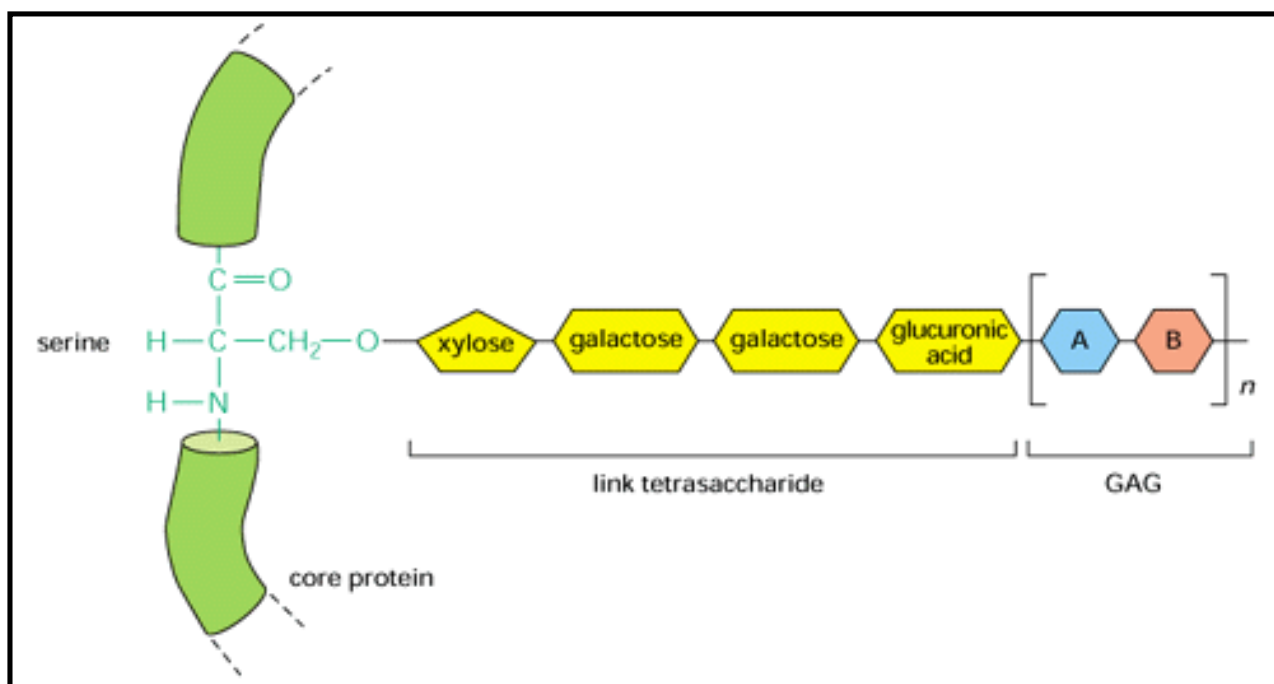 C=O
serine H—C—CH₂—O— xylose galactose galactose glucuronic acid [ A B ] n
H—N
link tetrasaccharide GAG
core protein